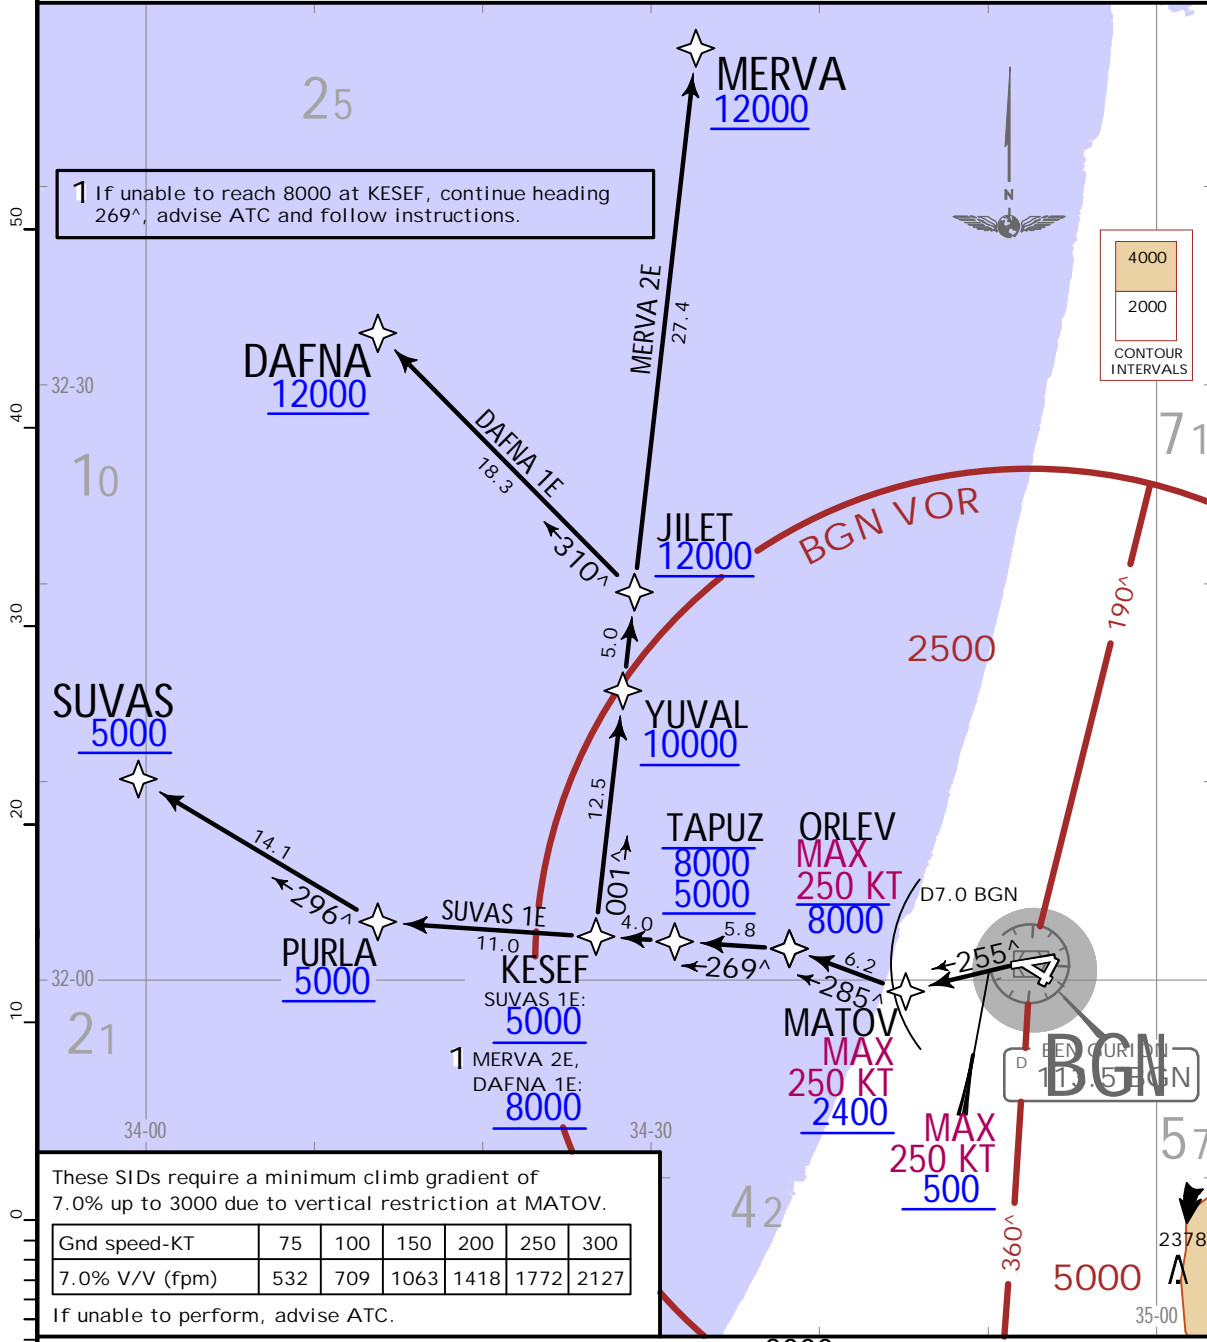 25
MERVA
12000
1 If unable to reach 8000 at KESEF, continue heading
269^, advise ATC and follow instructions.
N
50
4000
2000
CONTOUR
INTERVALS
MERVA 2E
27.4
DAFNA
12000
32-30
40
71
DAFNA 1E
18.3
10
BGN VOR
JILET
12000
310^
190^
30
5.0
2500
SUVAS
5000
YUVAL
10000
12.5
20
TAPUZ
8000
5000
ORLEV
MAX
250 KT
8000
14.1
D7.0 BGN
296^
001^
SUVAS 1E
11.0
4.0
5.8
6.2
255^
269^
285^
PURLA
5000
KESEF
SUVAS 1E:
5000
1 MERVA 2E,
DAFNA 1E:
8000
32-00
10
21
MATOV
MAX
250 KT
2400
BEN GURION
D 113.5 BGN
BGN
MAX
250 KT
500
34-00
34-30
57
42
These SIDs require a minimum climb gradient of
7.0% up to 3000 due to vertical restriction at MATOV.
Gnd speed-KT 75 100 150 200 250 300
7.0% V/V (fpm) 532 709 1063 1418 1772 2127
If unable to perform, advise ATC.
0
360^
5000
2378
35-00